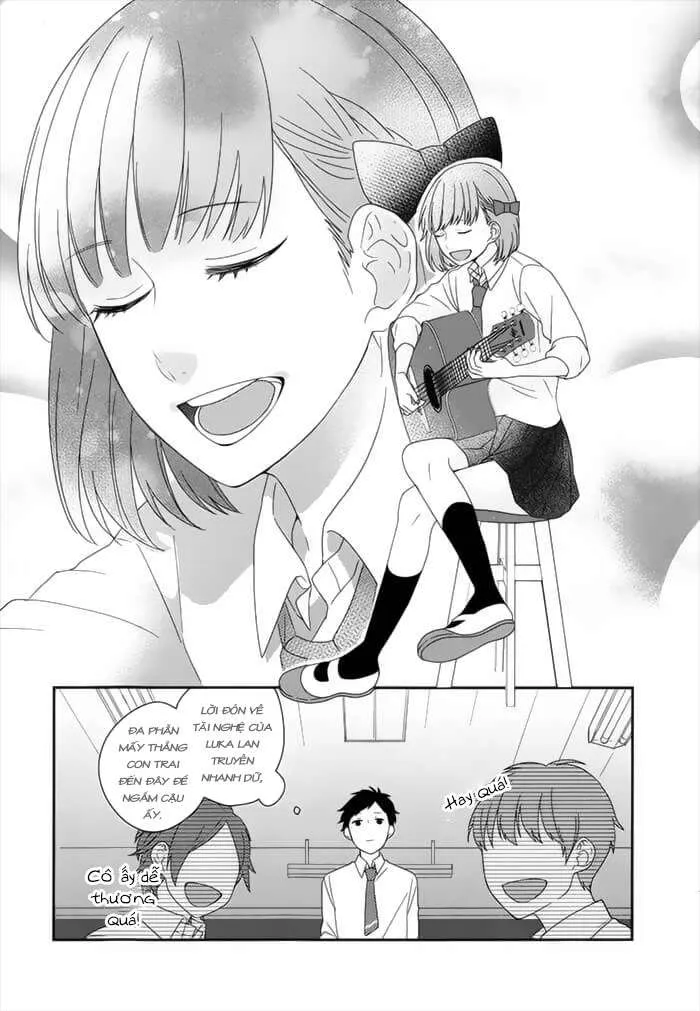 LỜI ĐỒN VỀ
TÀI NGHỆ CỦA
LUKA LAN
TRUYỀN
NHANH DỮ,
ĐA PHẦN
MẤY THẰNG
CON TRAI
ĐẾN ĐÂY ĐỂ
NGẮM CẬU
ẤY.
Hay quá!
Cô ấy dễ
thương
quá!